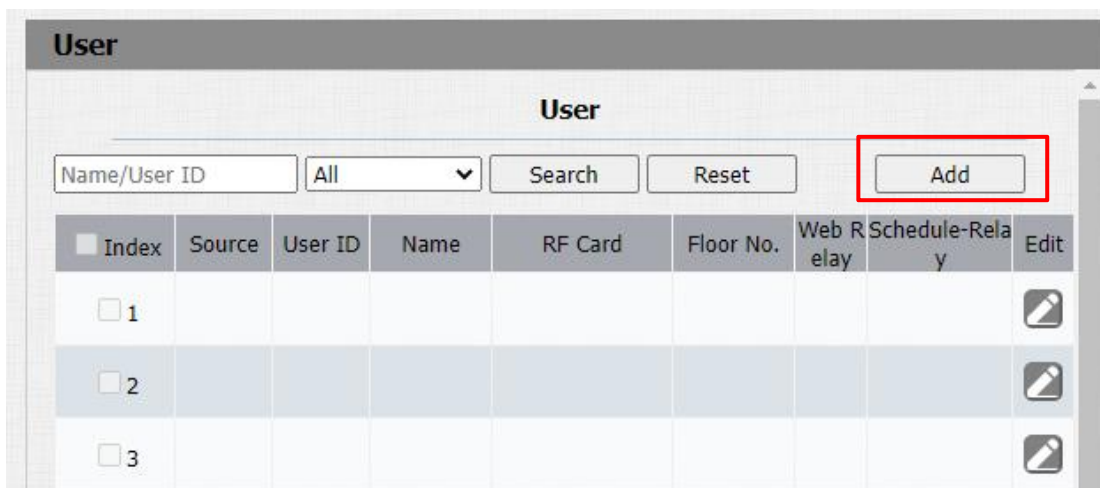 User
User
Name/User ID All Search Reset Add
Index Source User ID Name RF Card Floor No. Web R Schedule-Rela Edit
elay y
1
2
3